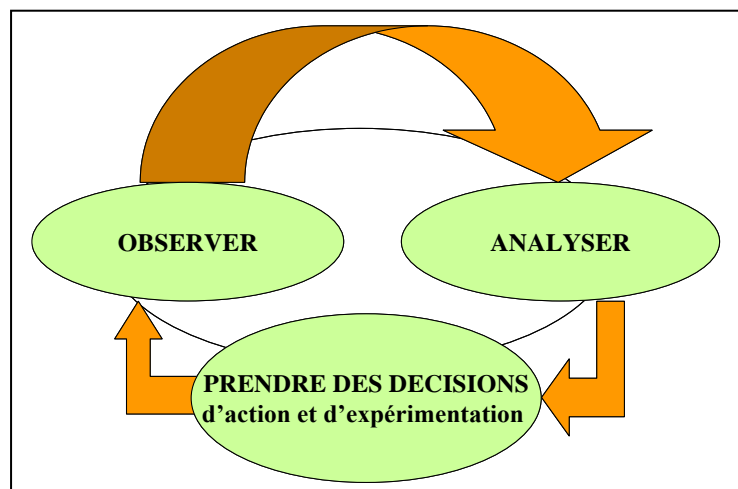 OBSERVER
ANALYSER
PRENDRE DES DECISIONS
d'action et d'expérimentation